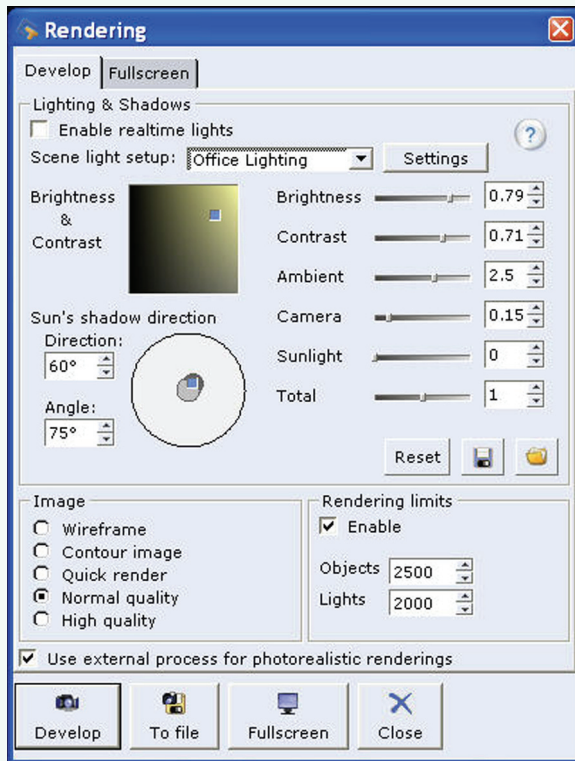 Rendering
Develop Fullscreen
Lighting & Shadows
Enable realtime lights
?
Scene light setup: Office Lighting Settings
Brightness
&
Contrast
Brightness 0.79
Contrast 0.71
Ambient 2.5
Camera 0.15
Sunlight 0
Total 1
Sun's shadow direction
Direction:
60°
Angle:
75°
Reset
Image
Wireframe
Contour image
Quick render
Normal quality
High quality
Rendering limits
Enable
Objects 2500
Lights 2000
Use external process for photorealistic renderings
Develop To file Fullscreen Close